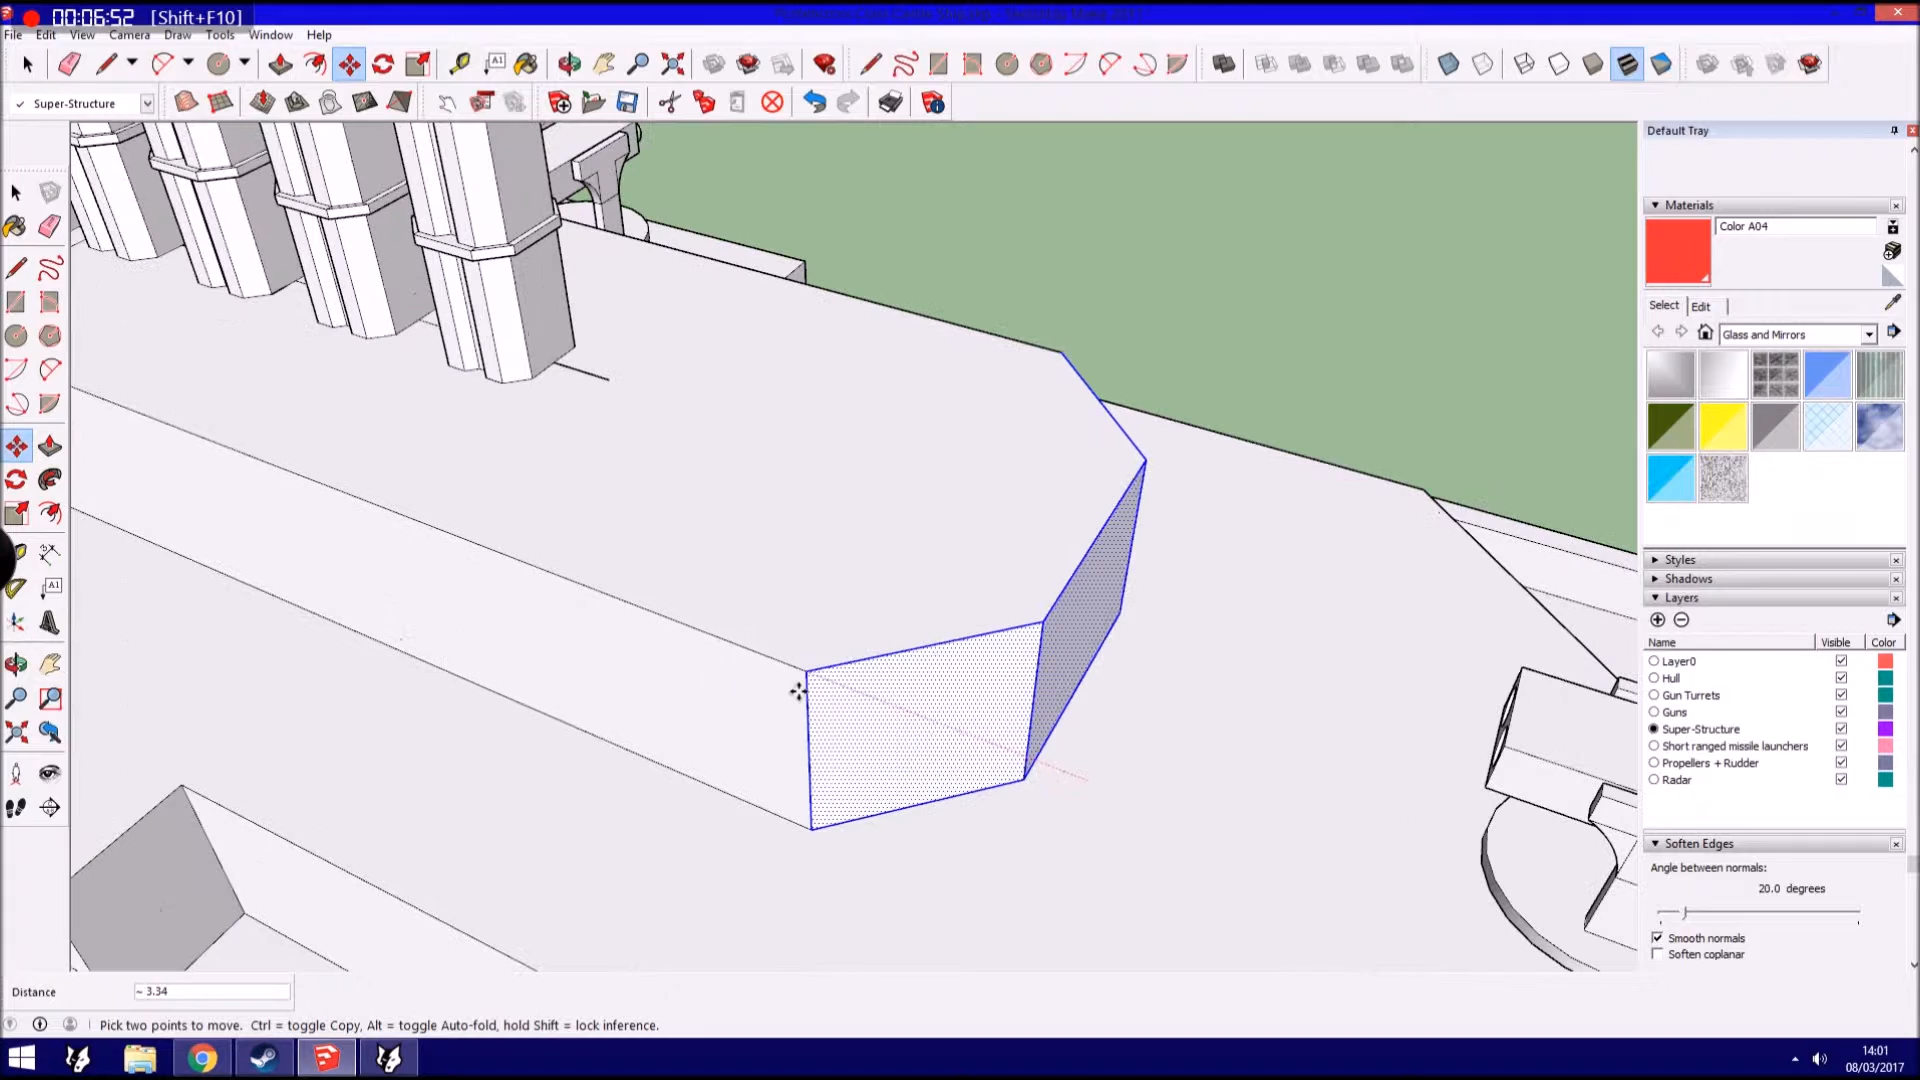 00:06:52 [Shift+F10]
File Edit View Camera Draw Tools Window Help
A1
✓ Super-Structure
Default Tray
Materials
Color A04
Select Edit
Glass and Mirrors
A1
Styles
Shadows
Layers
Name Visible Color
Layer0
Hull
Gun Turrets
Guns
Super-Structure
Short ranged missile launchers
Propellers + Rudder
Radar
Soften Edges
Angle between normals:
20.0 degrees
Smooth normals
Soften coplanar
Distance ~ 3.34
Pick two points to move. Ctrl = toggle Copy, Alt = toggle Auto-fold, hold Shift = lock inference.
14:01
08/03/2017